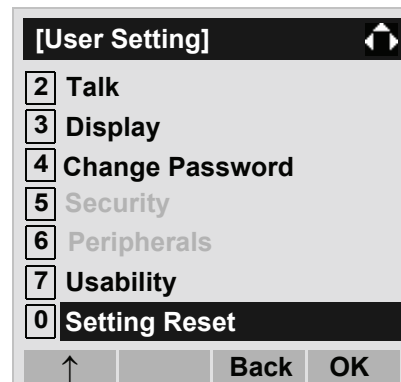 [User Setting]
2 Talk
3 Display
4 Change Password
5 Security
6 Peripherals
7 Usability
0 Setting Reset
↑ Back OK